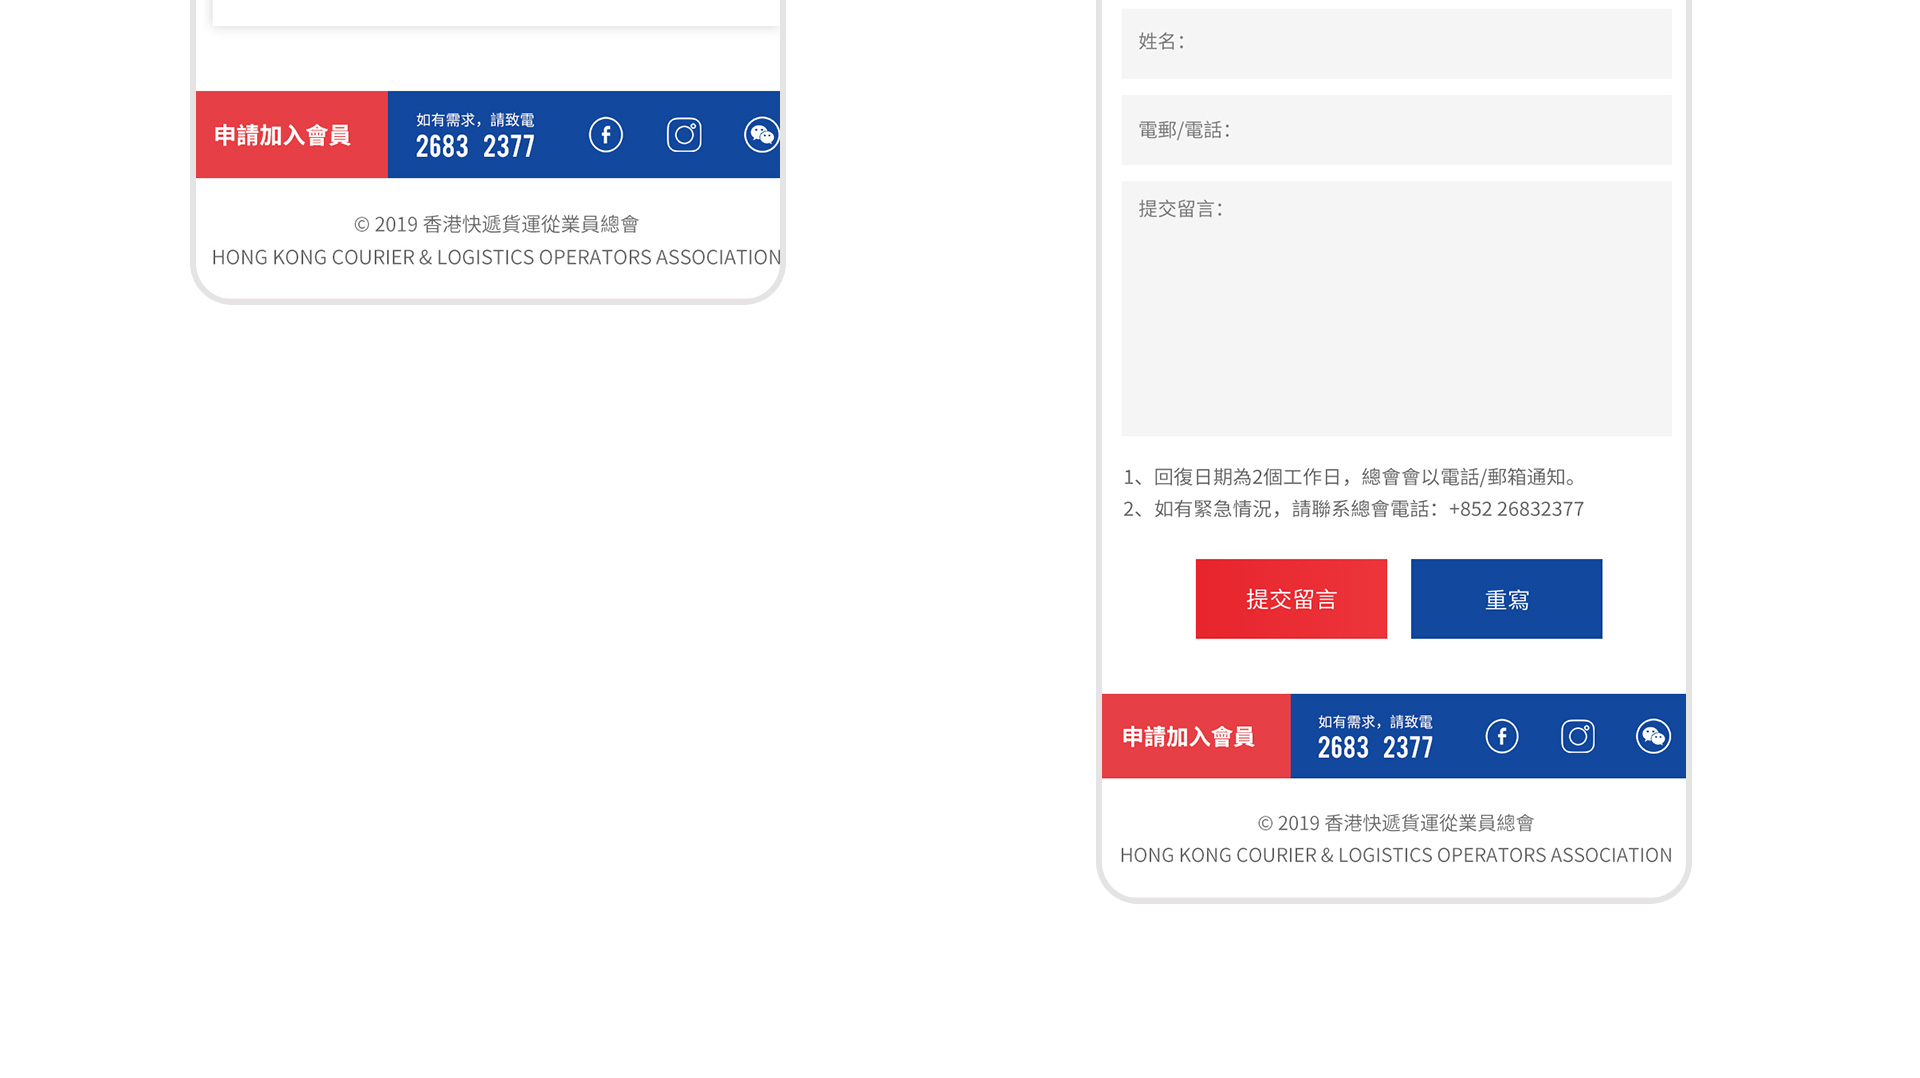 申請加入會員
如有需求，請致電
2683 2377
© 2019 香港快遞貨運從業員總會
HONG KONG COURIER & LOGISTICS OPERATORS ASSOCIATION
姓名：
電郵/電話：
提交留言：
1、回復日期為2個工作日，總會會以電話/郵箱通知。
2、如有緊急情況，請聯系總會電話：+852 26832377
提交留言
重寫
申請加入會員
如有需求，請致電
2683 2377
© 2019 香港快遞貨運從業員總會
HONG KONG COURIER & LOGISTICS OPERATORS ASSOCIATION